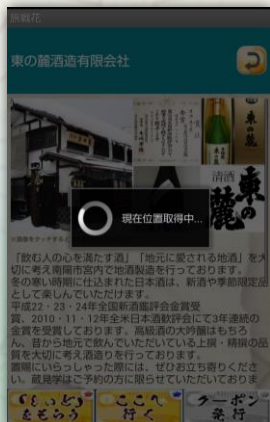 東の麓酒造有限会社
清酒
東の麓
現在位置取得中...
「飲む人の心を満たす酒」「地元に愛される地酒」を大
切に考え南陽市宮内で地酒製造を行っております。
冬の寒い時期に仕込まれた日本酒は、新酒や季節限定品
として楽しんでいただけます。
平成22・23・24年全国新酒鑑評会金賞受
賞、2010・11・12年全米日本酒歓評会にて3年連続の
金賞を受賞しております。高級酒の大吟醸はもちろ
ん、昔から地元で飲んでいただいている上撰・精撰の品
質を大切に考え酒造りを行っております。
置賜にいらっしゃった際には、ぜひお立ち寄りくださ
い。蔵見学はご予約の方に限らせていただいておりま
ここへ
行く
クーポン
発行